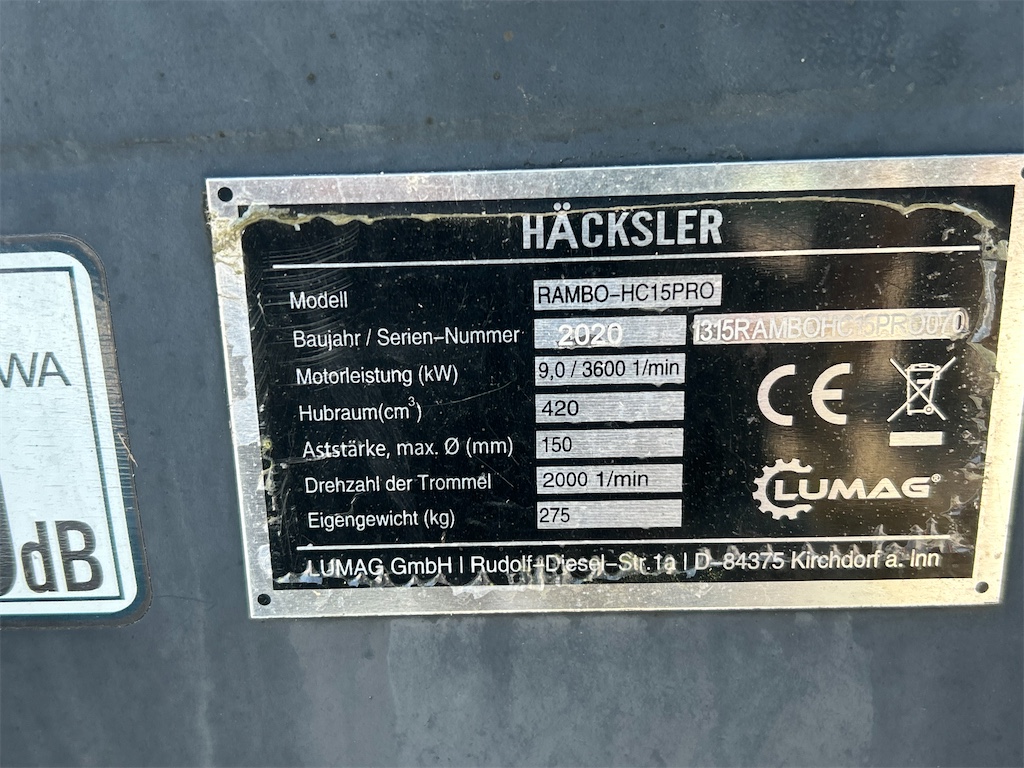 HÄCKSLER
Modell RAMBO-HC15PRO
Baujahr / Serien-Nummer 2020 I315RAMBOHC15PRO070
Motorleistung (kW) 9,0 / 3600 1/min
Hubraum(cm³) 420
Aststärke, max. Ø (mm) 150
Drehzahl der Trommel 2000 1/min
Eigengewicht (kg) 275
CE
LUMAG®
LUMAG GmbH I Rudolf-Diesel-Str.1a I D-84375 Kirchdorf a. Inn
WA
dB